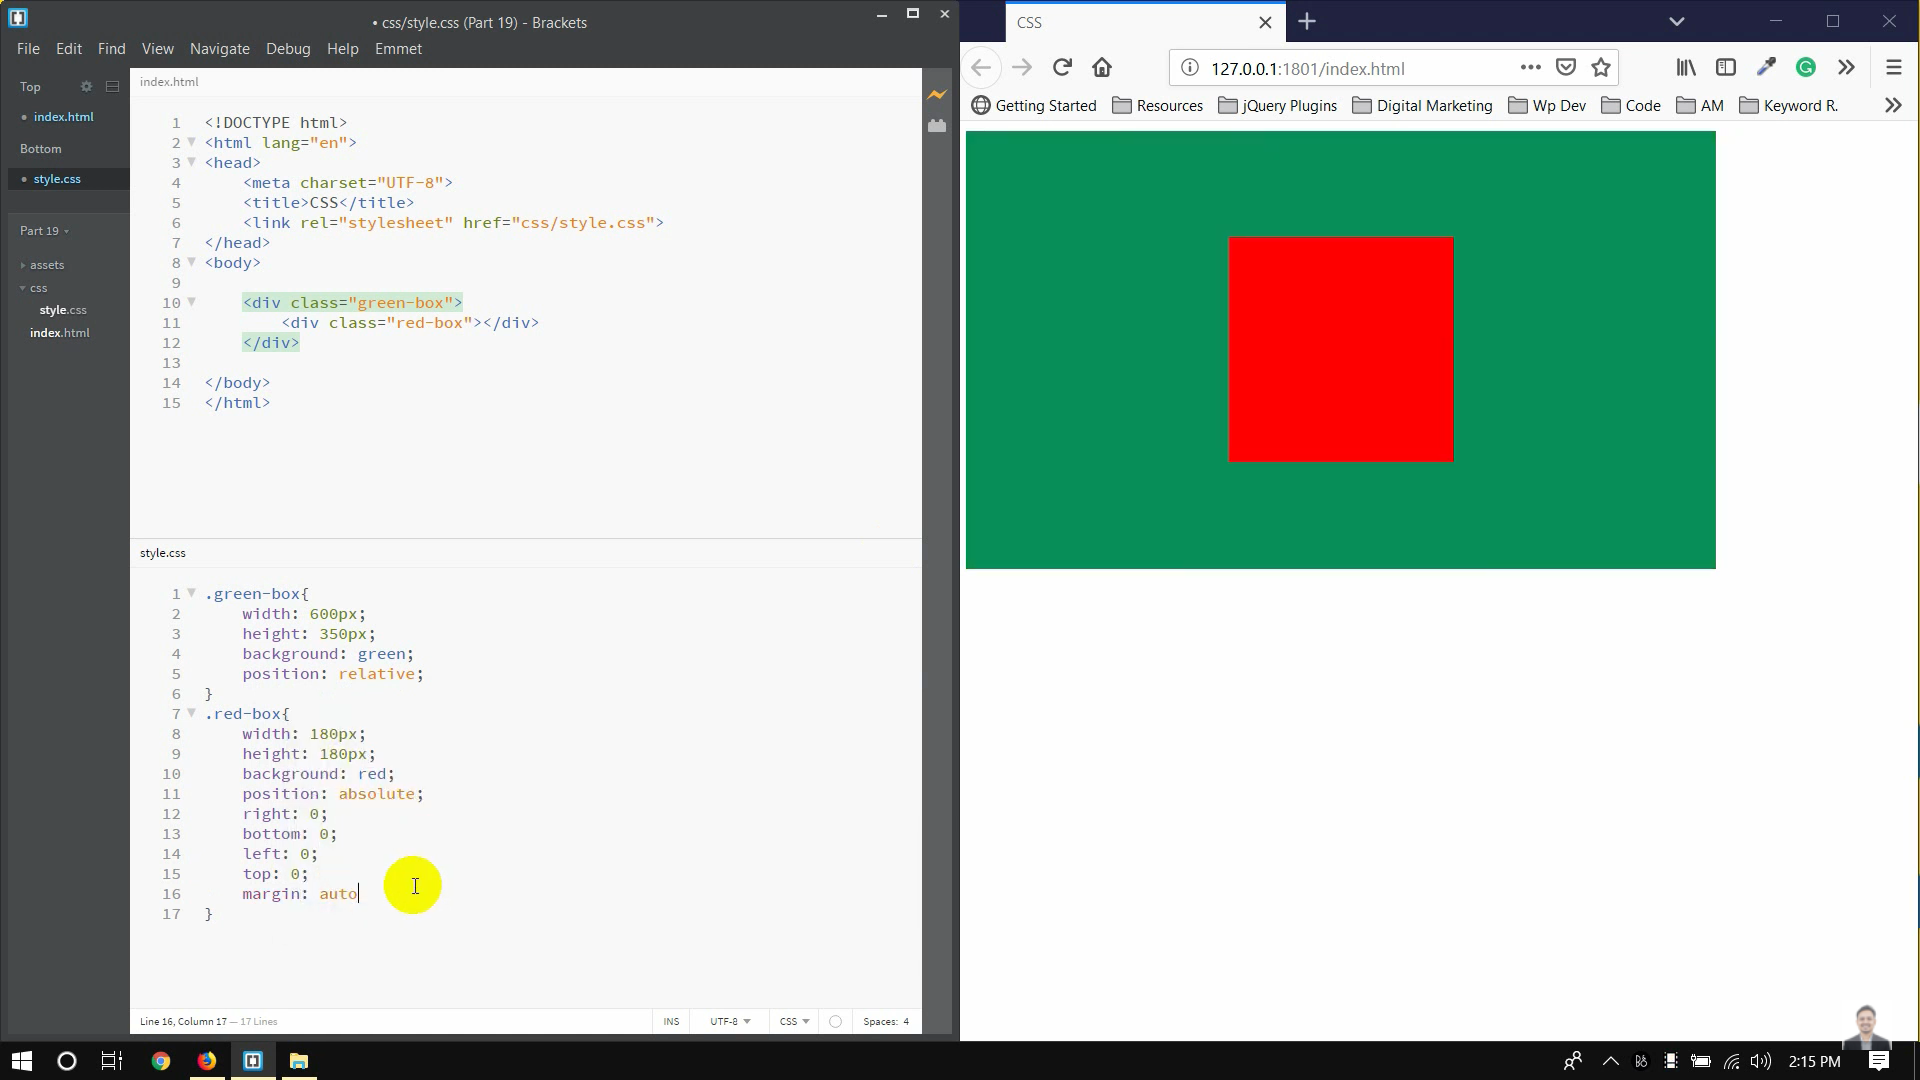 • css/style.css (Part 19) - Brackets
File Edit Find View Navigate Debug Help Emmet
Top
• index.html
Bottom
• style.css
Part 19
assets
css
style.css
index.html
index.html
1 <!DOCTYPE html>
2 <html lang="en">
3 <head>
4 <meta charset="UTF-8">
5 <title>CSS</title>
6 <link rel="stylesheet" href="css/style.css">
7 </head>
8 <body>
9
10 <div class="green-box">
11 <div class="red-box"></div>
12 </div>
13
14 </body>
15 </html>
style.css
1 .green-box{
2 width: 600px;
3 height: 350px;
4 background: green;
5 position: relative;
6 }
7 .red-box{
8 width: 180px;
9 height: 180px;
10 background: red;
11 position: absolute;
12 right: 0;
13 bottom: 0;
14 left: 0;
15 top: 0;
16 margin: auto
17 }
Line 16, Column 17 — 17 Lines
INS UTF-8 CSS Spaces: 4
CSS
127.0.0.1:1801/index.html
Getting Started Resources jQuery Plugins Digital Marketing Wp Dev Code AM Keyword R.
2:15 PM